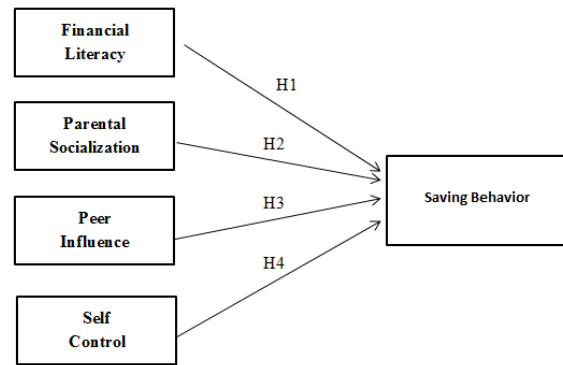 Financial
Literacy
H1
Parental
Socialization
H2
Saving Behavior
Peer
Influence
H3
H4
Self
Control